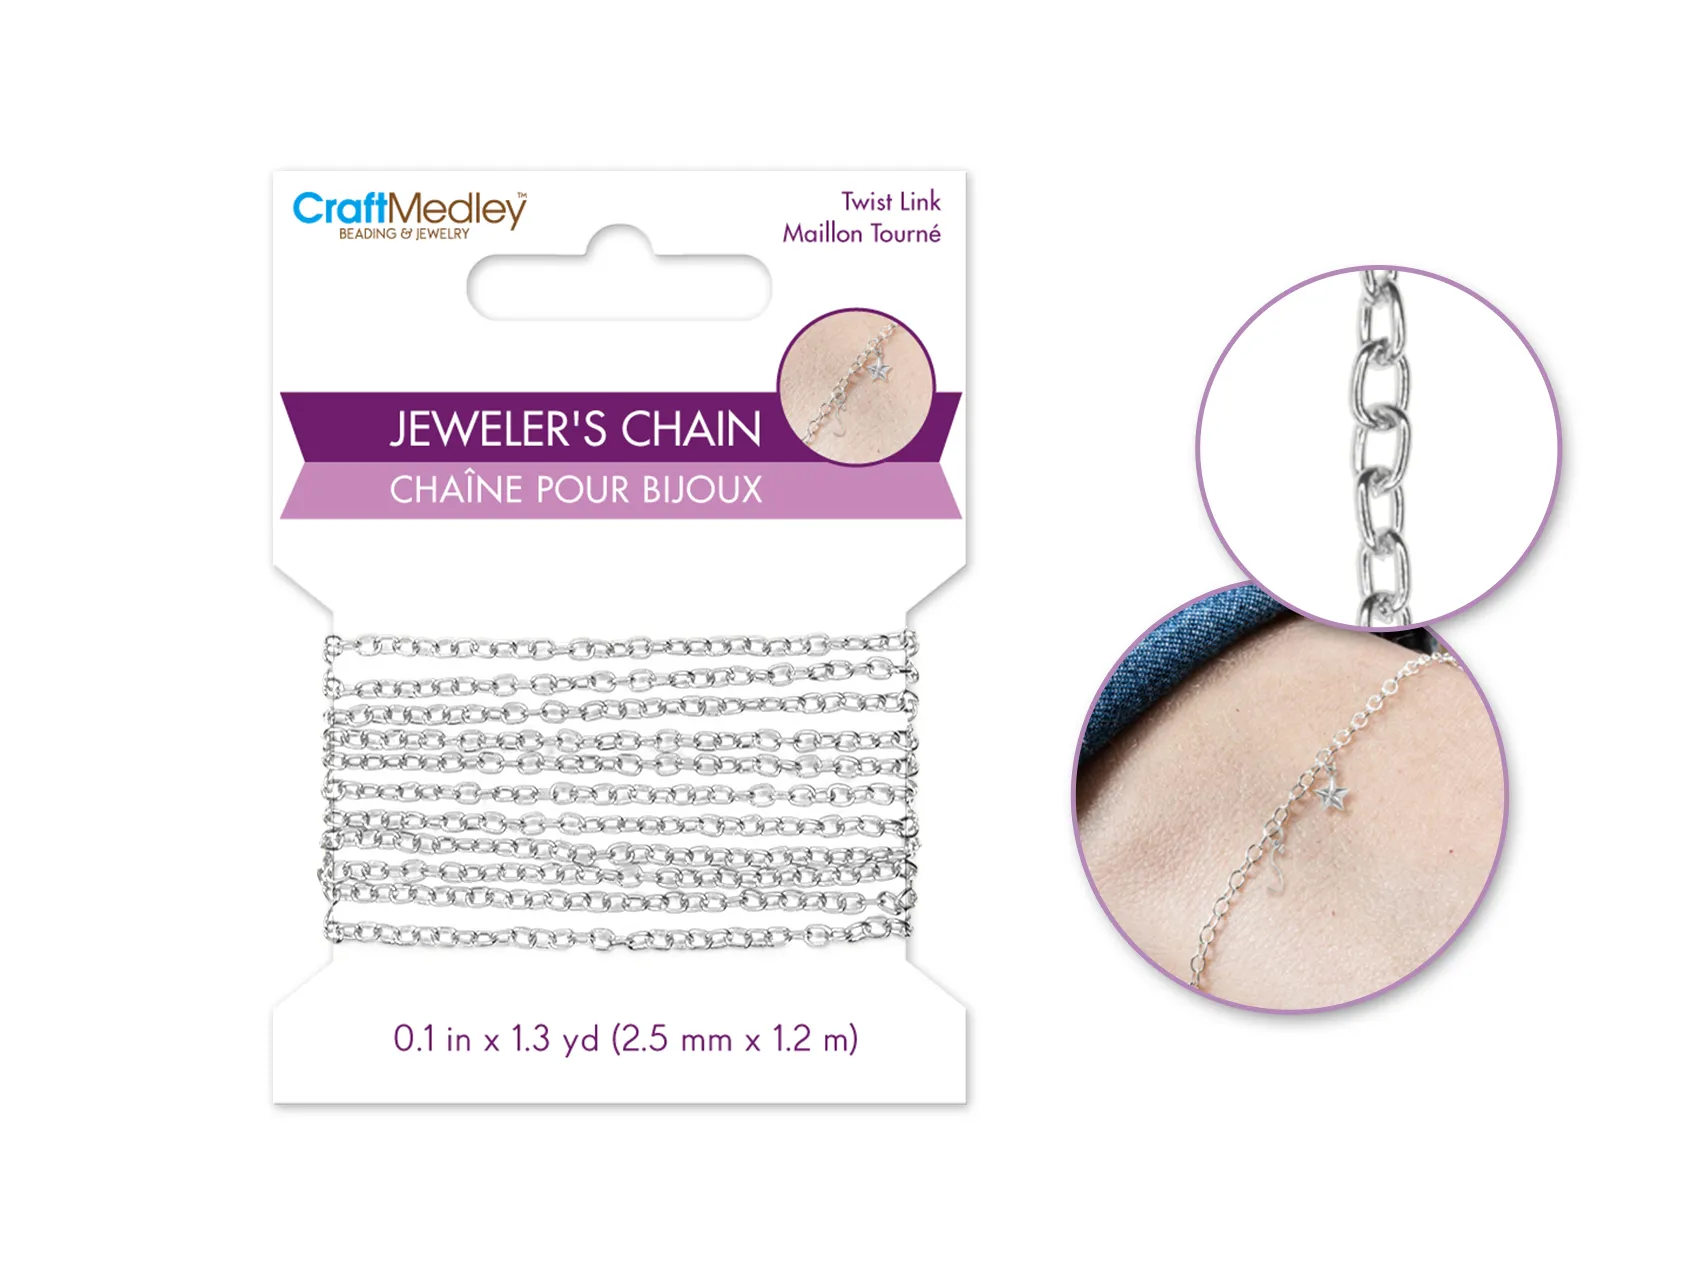 CraftMedley™
BEADING & JEWELRY
Twist Link
Maillon Tourné
JEWELER'S CHAIN
CHAÎNE POUR BIJOUX
0.1 in x 1.3 yd (2.5 mm x 1.2 m)